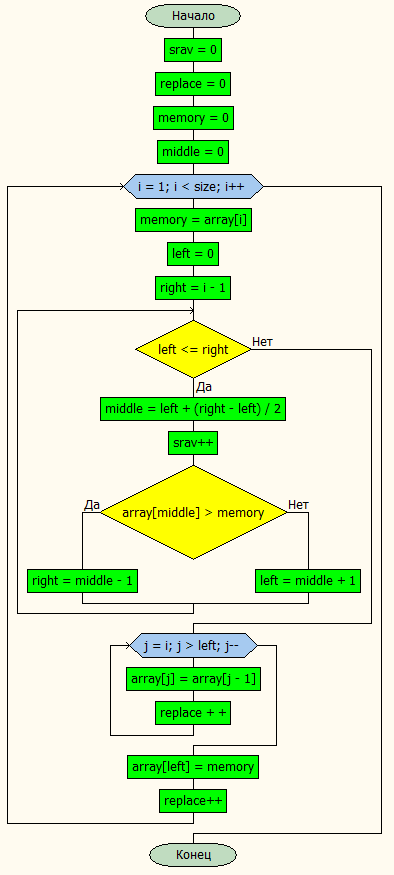 Начало
srav = 0
replace = 0
memory = 0
middle = 0
i = 1; i < size; i++
memory = array[i]
left = 0
right = i - 1
left <= right
Нет
Да
middle = left + (right - left) / 2
srav++
array[middle] > memory
Да
Нет
right = middle - 1
left = middle + 1
j = i; j > left; j--
array[j] = array[j - 1]
replace + +
array[left] = memory
replace++
Конец